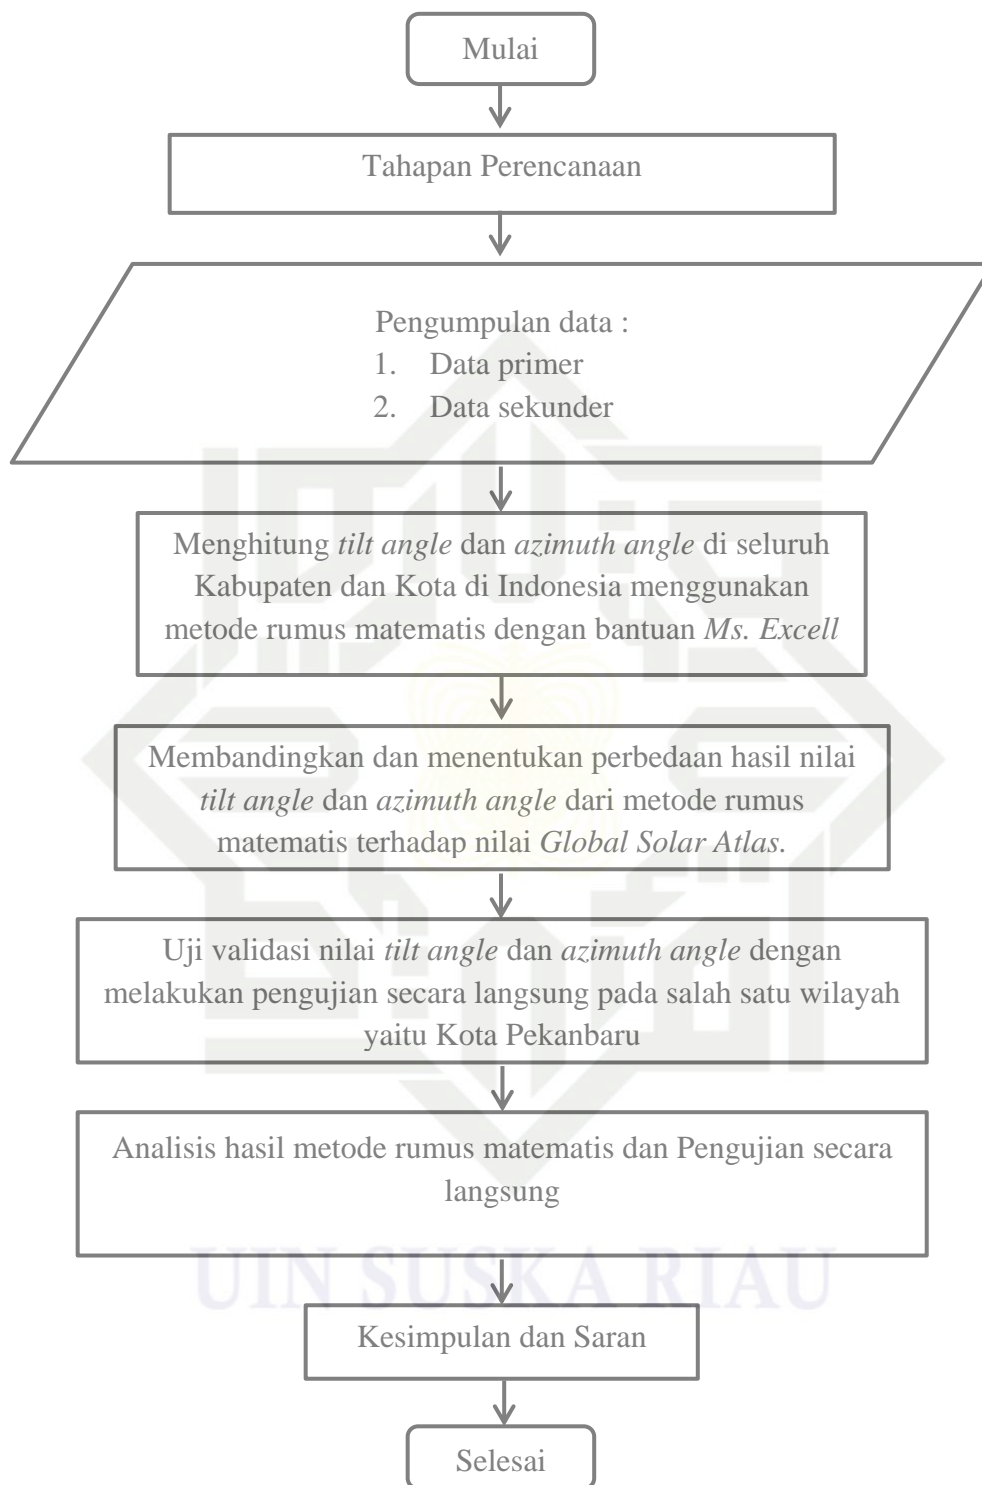 Mulai
Tahapan Perencanaan
Pengumpulan data :
1. Data primer
2. Data sekunder
Menghitung tilt angle dan azimuth angle di seluruh
Kabupaten dan Kota di Indonesia menggunakan
metode rumus matematis dengan bantuan Ms. Excell
Membandingkan dan menentukan perbedaan hasil nilai
tilt angle dan azimuth angle dari metode rumus
matematis terhadap nilai Global Solar Atlas.
Uji validasi nilai tilt angle dan azimuth angle dengan
melakukan pengujian secara langsung pada salah satu wilayah
yaitu Kota Pekanbaru
Analisis hasil metode rumus matematis dan Pengujian secara
langsung
UIN SUSKA RIAU
Kesimpulan dan Saran
Selesai